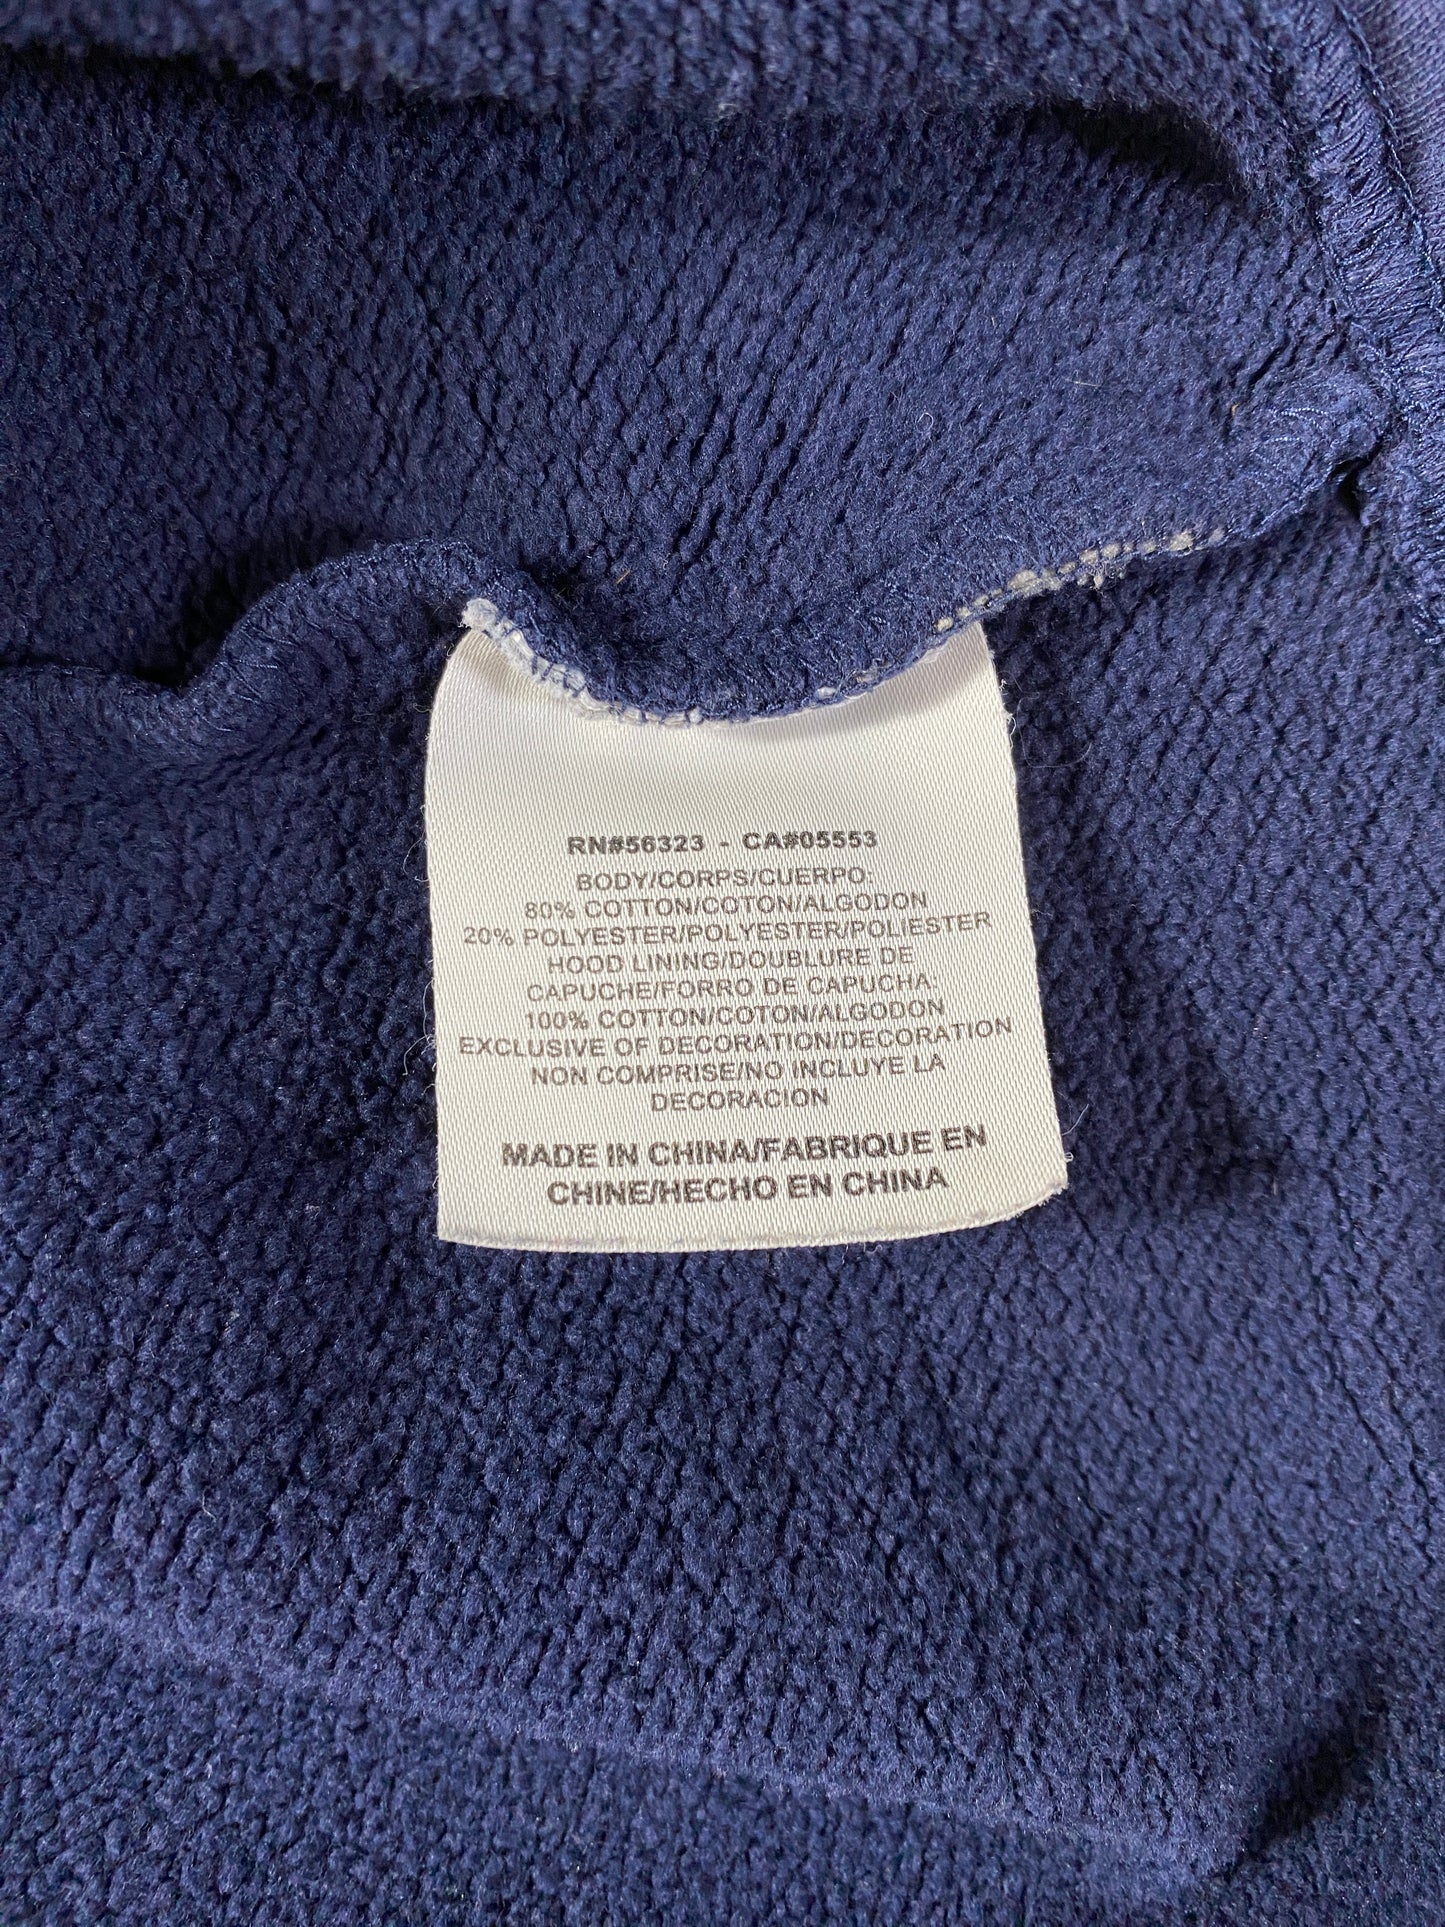 RN#56323 - CA#05553
BODY/CORPS/CUERPO:
80% COTTON/COTON/ALGODON
20% POLYESTER/POLYESTER/POLIESTER
HOOD LINING/DOUBLURE DE
CAPUCHE/FORRO DE CAPUCHA:
100% COTTON/COTON/ALGODON
EXCLUSIVE OF DECORATION/DECORATION
NON COMPRISE/NO INCLUYE LA
DECORACION
MADE IN CHINA/FABRIQUE EN
CHINE/HECHO EN CHINA